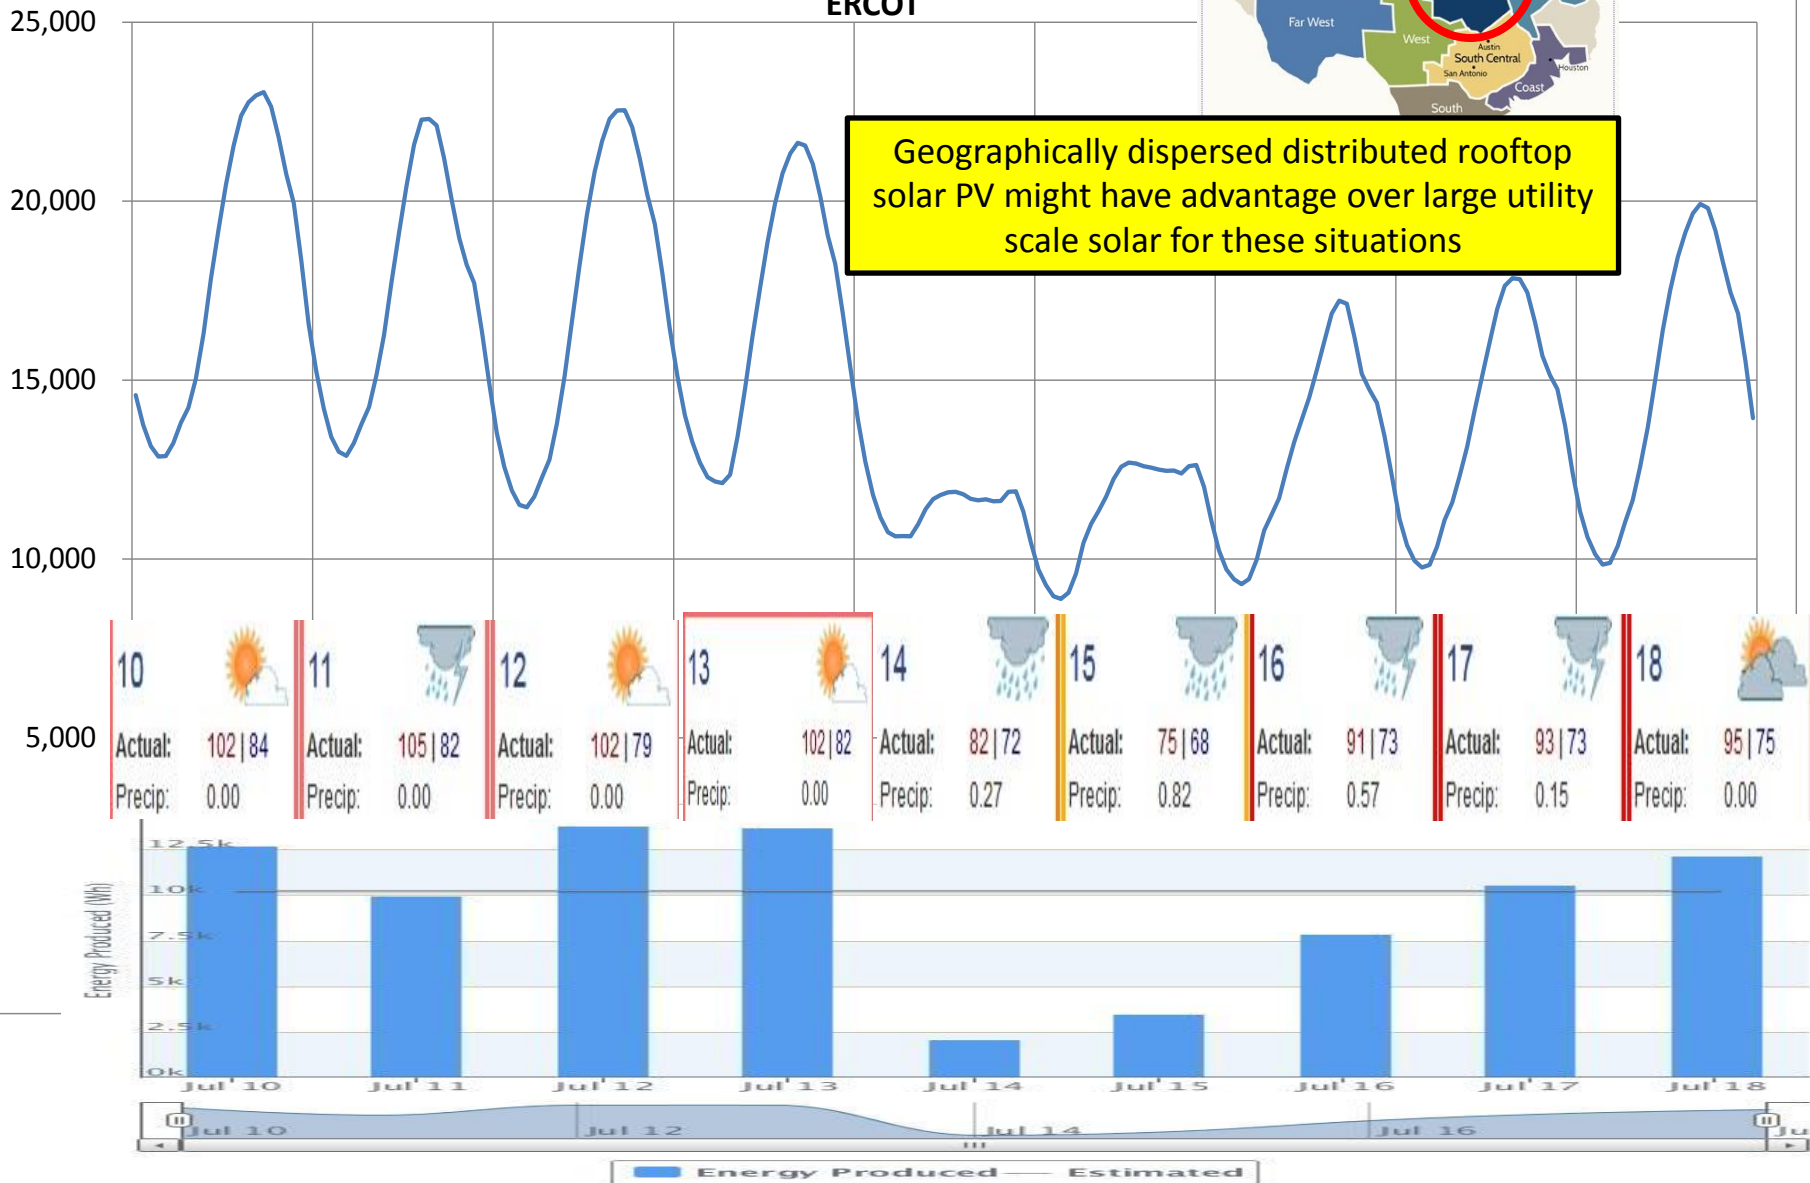 ERCOT
25,000
20,000
15,000
10,000
5,000
Far West
West
Austin
South Central
San Antonio
Houston
Coast
South
Geographically dispersed distributed rooftop
solar PV might have advantage over large utility
scale solar for these situations
10 11 12 13 14 15 16 17 18
Actual: 102|84 Actual: 105|82 Actual: 102|79 Actual: 102|82 Actual: 82|72 Actual: 75|68 Actual: 91|73 Actual: 93|73 Actual: 95|75
Precip: 0.00 Precip: 0.00 Precip: 0.00 Precip: 0.00 Precip: 0.27 Precip: 0.82 Precip: 0.57 Precip: 0.15 Precip: 0.00
Energy Produced (Wh)
12.5k
10k
7.5k
5k
2.5k
0k
Jul '10 Jul '11 Jul '12 Jul '13 Jul '14 Jul '15 Jul '16 Jul '17 Jul '18
Jul 10 Jul 12 Jul 14 Jul 16 Ju
Energy Produced Estimated